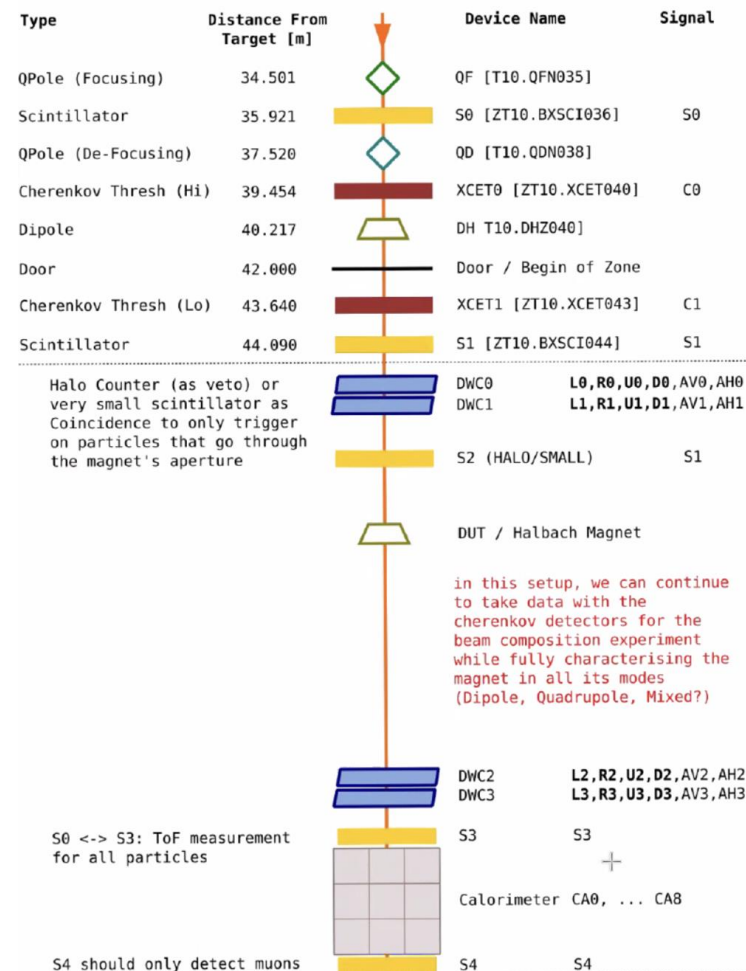 Type Distance From Device Name Signal
Target [m]
QPole (Focusing) 34.501 QF [T10.QFN035]
Scintillator 35.921 S0 [ZT10.BXSCI036] S0
QPole (De-Focusing) 37.520 QD [T10.QDN038]
Cherenkov Thresh (Hi) 39.454 XCET0 [ZT10.XCET040] C0
Dipole 40.217 DH T10.DHZ040]
Door 42.000 Door / Begin of Zone
Cherenkov Thresh (Lo) 43.640 XCET1 [ZT10.XCET043] C1
Scintillator 44.090 S1 [ZT10.BXSCI044] S1
Halo Counter (as veto) or
very small scintillator as
Coincidence to only trigger
on particles that go through
the magnet's aperture
DWC0 L0,R0,U0,D0,AV0,AH0
DWC1 L1,R1,U1,D1,AV1,AH1
S2 (HALO/SMALL) S1
DUT / Halbach Magnet
in this setup, we can continue
to take data with the
cherenkov detectors for the
beam composition experiment
while fully characterising the
magnet in all its modes
(Dipole, Quadrupole, Mixed?)
DWC2 L2,R2,U2,D2,AV2,AH2
DWC3 L3,R3,U3,D3,AV3,AH3
S0 <-> S3: ToF measurement
for all particles
S3 S3
Calorimeter CA0, ... CA8
S4 should only detect muons S4 S4